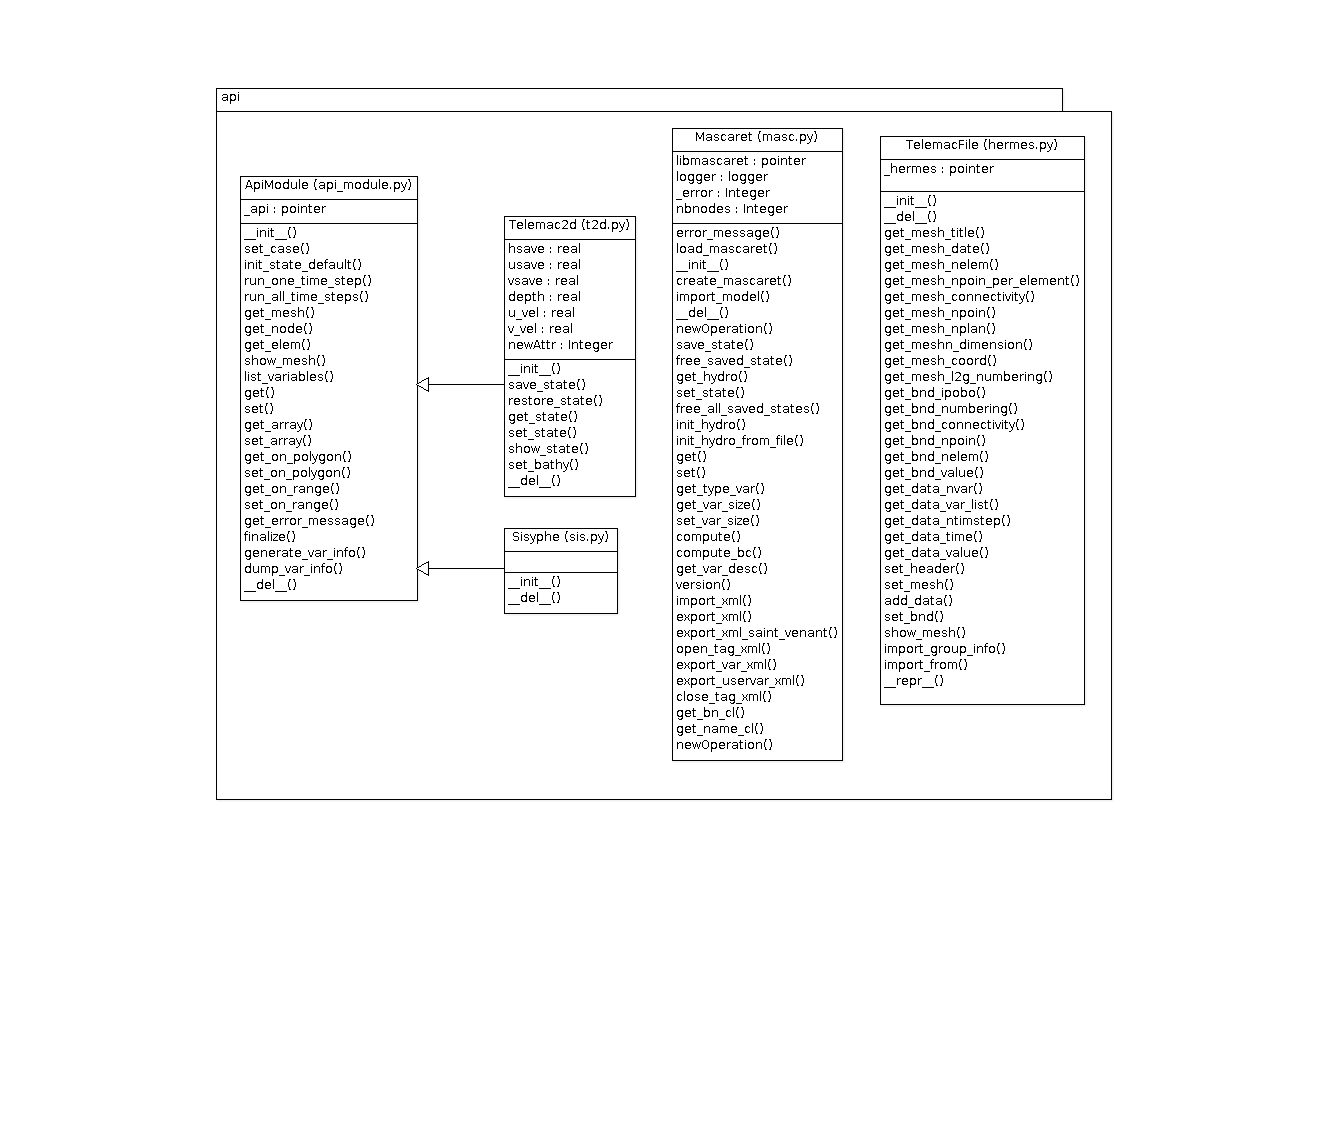 api
ApiModule (api_module.py)
_api : pointer
__init__()
set_case()
init_state_default()
run_one_time_step()
run_all_time_steps()
get_mesh()
get_node()
get_elem()
show_mesh()
list_variables()
get()
set()
get_array()
set_array()
get_on_polygon()
set_on_polygon()
get_on_range()
set_on_range()
get_error_message()
finalize()
generate_var_info()
dump_var_info()
__del__()
Telemac2d (t2d.py)
hsave : real
usave : real
vsave : real
depth : real
u_vel : real
v_vel : real
newAttr : Integer
__init__()
save_state()
restore_state()
get_state()
set_state()
show_state()
set_bathy()
__del__()
Sisyphe (sis.py)
__init__()
__del__()
Mascaret (masc.py)
libmascaret : pointer
logger : logger
_error : Integer
nbnodes : Integer
error_message()
load_mascaret()
__init__()
create_mascaret()
import_model()
__del__()
newOperation()
save_state()
free_saved_state()
get_hydro()
set_state()
free_all_saved_states()
init_hydro()
init_hydro_from_file()
get()
set()
get_type_var()
get_var_size()
set_var_size()
compute()
compute_bc()
get_var_desc()
version()
import_xml()
export_xml()
export_xml_saint_venant()
open_tag_xml()
export_var_xml()
export_uservar_xml()
close_tag_xml()
get_bn_cl()
get_name_cl()
newOperation()
TelemacFile (hermes.py)
_hermes : pointer
__init__()
__del__()
get_mesh_title()
get_mesh_date()
get_mesh_nelem()
get_mesh_npoin_per_element()
get_mesh_connectivity()
get_mesh_npoin()
get_mesh_nplan()
get_meshn_dimension()
get_mesh_coord()
get_mesh_l2g_numbering()
get_bnd_ipobo()
get_bnd_numbering()
get_bnd_connectivity()
get_bnd_npoin()
get_bnd_nelem()
get_bnd_value()
get_data_nvar()
get_data_var_list()
get_data_ntimstep()
get_data_time()
get_data_value()
set_header()
set_mesh()
add_data()
set_bnd()
show_mesh()
import_group_info()
import_from()
__repr__()